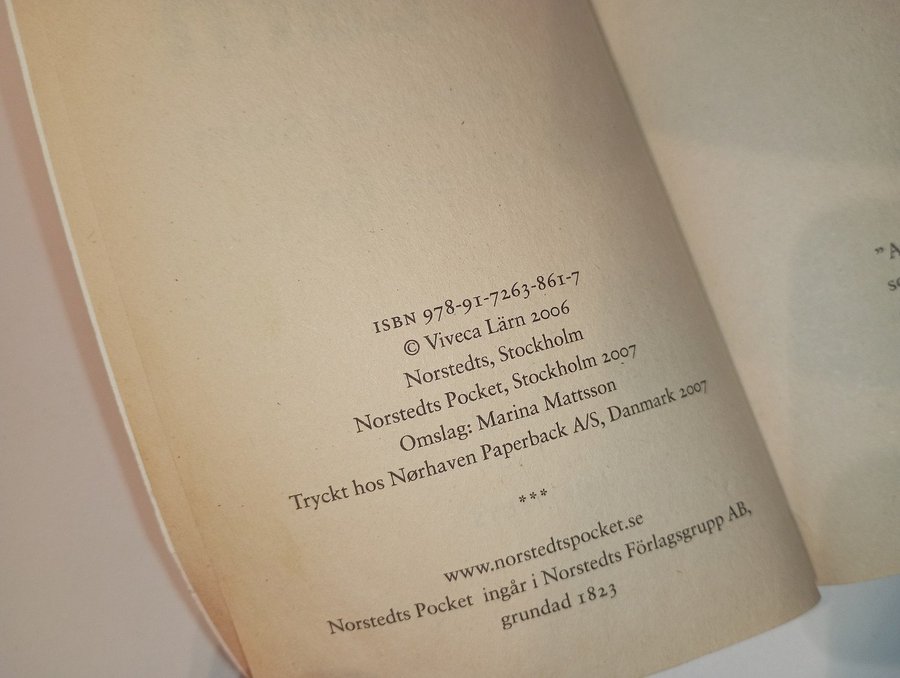 ISBN 978-91-7263-861-7
© Viveca Lärn 2006
Norstedts, Stockholm
Norstedts Pocket, Stockholm 2007
Omslag: Marina Mattsson
Tryckt hos Nørhaven Paperback A/S, Danmark 2007
***
www.norstedtspocket.se
Norstedts Pocket ingår i Norstedts Förlagsgrupp AB,
grundad 1823